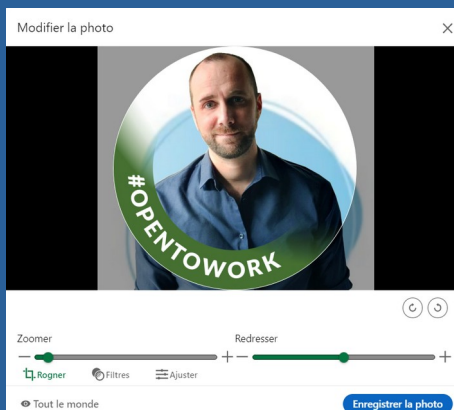 Modifier la photo
#OPENTOWORK
Zoomer
Redresser
Rogner
Filtres
Ajuster
Tout le monde
Enregistrer la photo